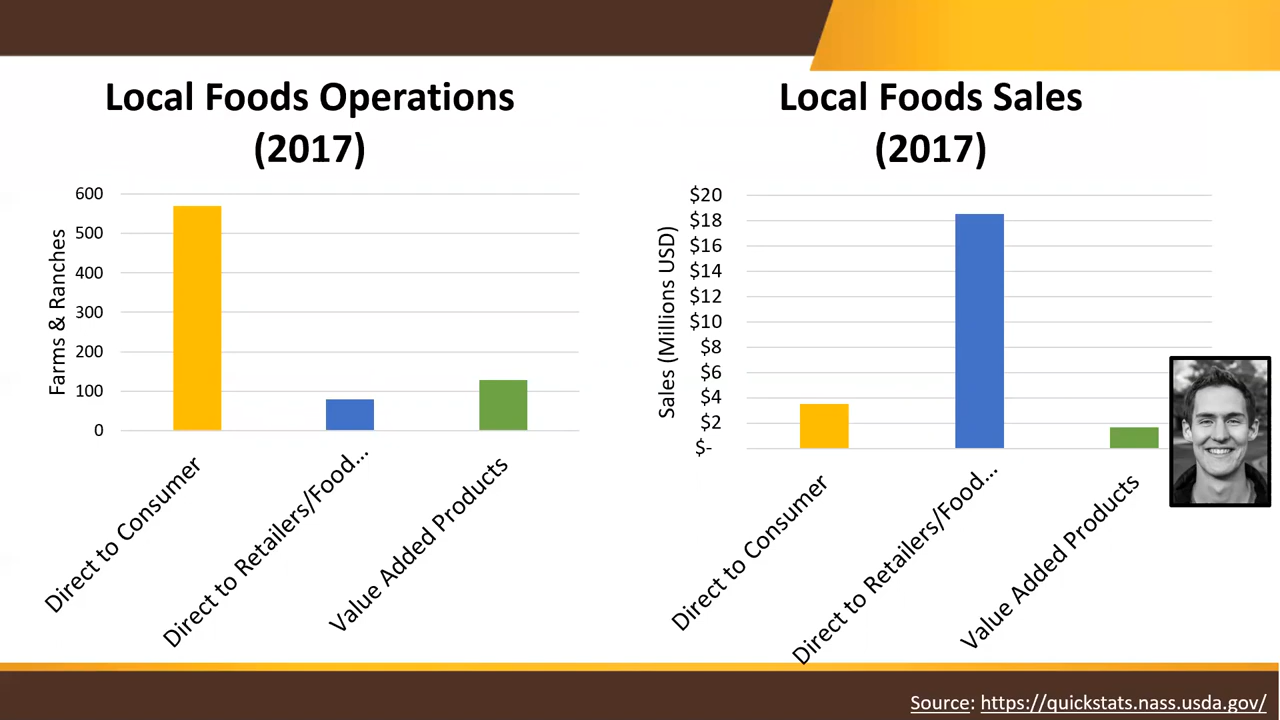 Local Foods Operations
(2017)
600
500
400
300
200
100
0
Farms & Ranches
Direct to Consumer
Direct to Retailers/Food...
Value Added Products
Local Foods Sales
(2017)
$20
$18
$16
$14
$12
$10
$8
$6
$4
$2
$-
Sales (Millions USD)
Direct to Consumer
Direct to Retailers/Food...
Value Added Products
Source: https://quickstats.nass.usda.gov/